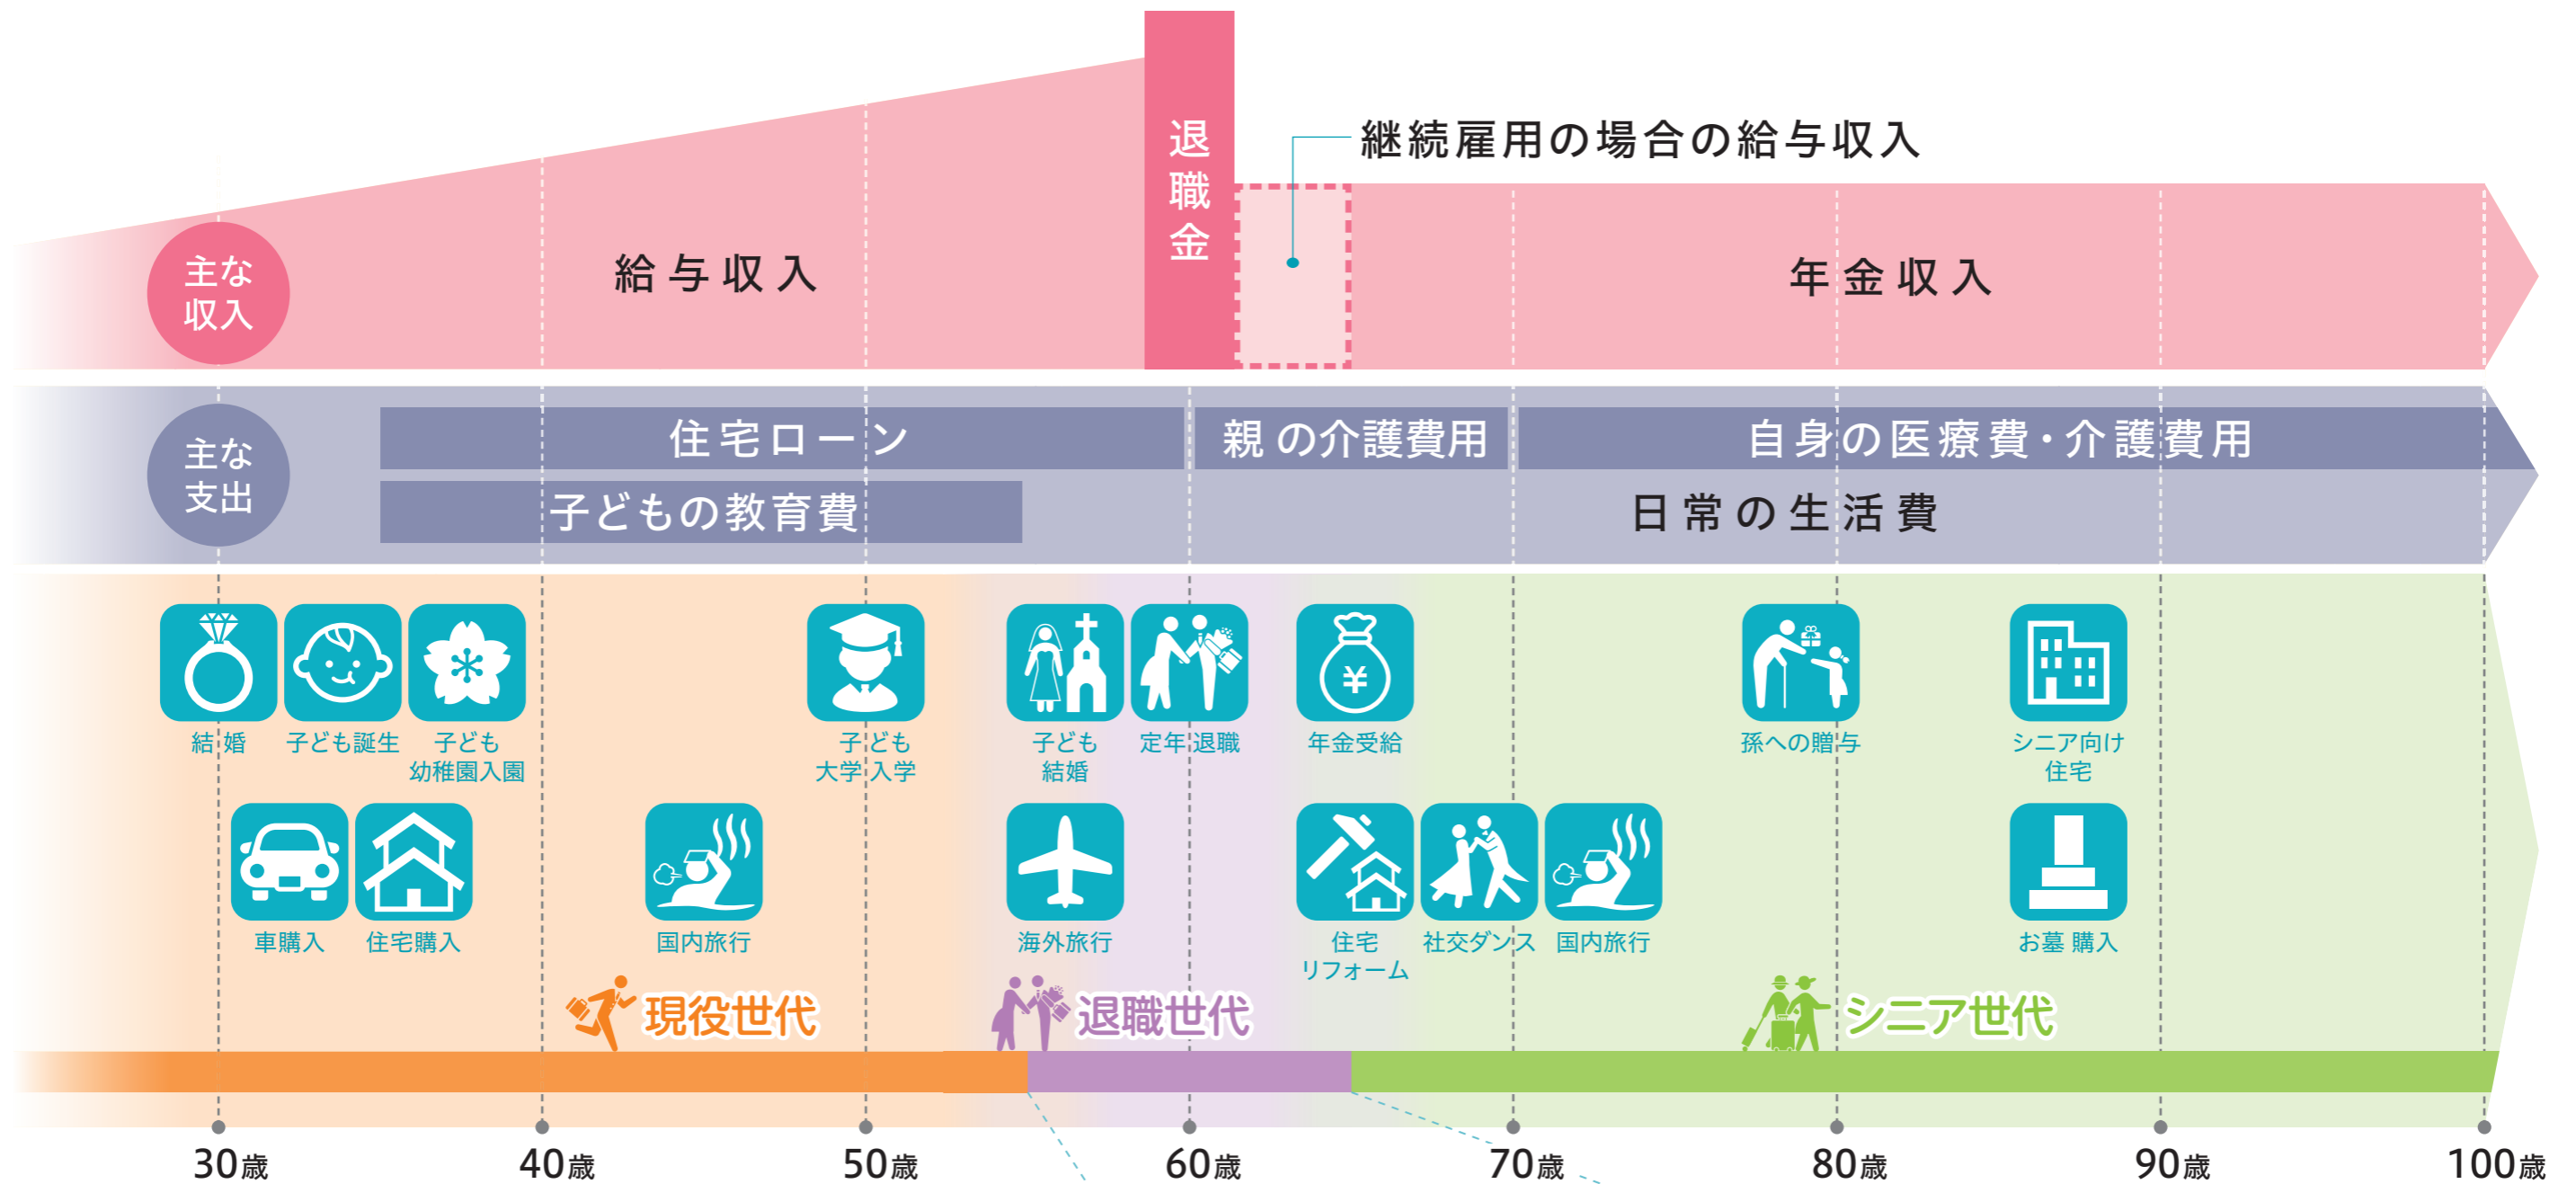 退職金
継続雇用の場合の給与収入
主な
収入
給与収入
年金収入
主な
支出
住宅ローン
親の介護費用
自身の医療費・介護費用
子どもの教育費
日常の生活費
¥
結婚
子ども誕生
子ども
幼稚園入園
子ども
大学入学
子ども
結婚
定年退職
年金受給
孫への贈与
シニア向け
住宅
車購入
住宅購入
国内旅行
海外旅行
住宅
リフォーム
社交ダンス
国内旅行
お墓購入
現役世代
退職世代
シニア世代
30歳
40歳
50歳
60歳
70歳
80歳
90歳
100歳